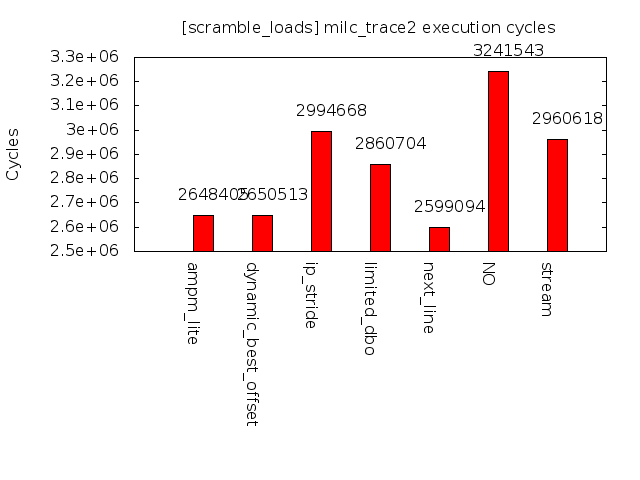 [scramble_loads] milc_trace2 execution cycles
Cycles
3.3e+06
3.2e+06
3.1e+06
3e+06
2.9e+06
2.8e+06
2.7e+06
2.6e+06
2.5e+06
2648405
2650513
2994668
2860704
2599094
3241543
2960618
ampm_lite
dynamic_best_offset
ip_stride
limited_dbo
next_line
NO
stream